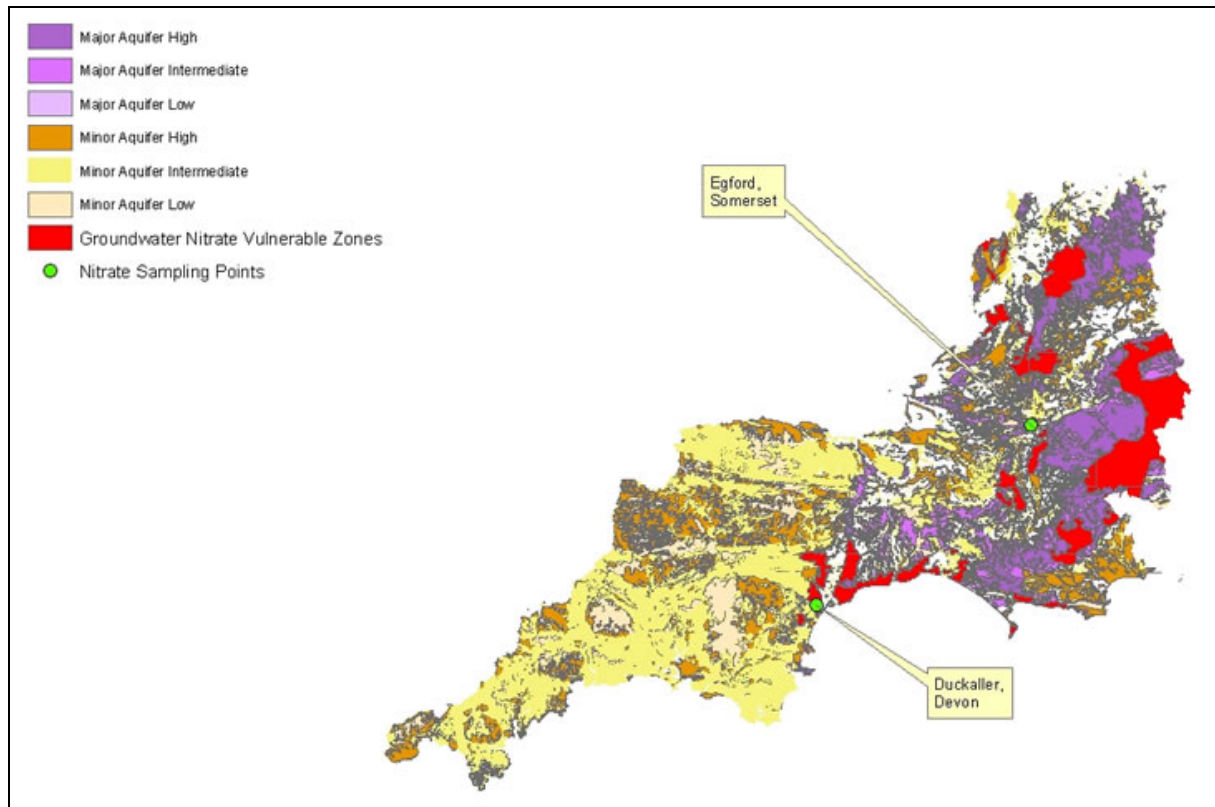 Major Aquifer High
Major Aquifer Intermediate
Major Aquifer Low
Minor Aquifer High
Minor Aquifer Intermediate
Minor Aquifer Low
Groundwater Nitrate Vulnerable Zones
Nitrate Sampling Points
Egford,
Somerset
Duckaller,
Devon